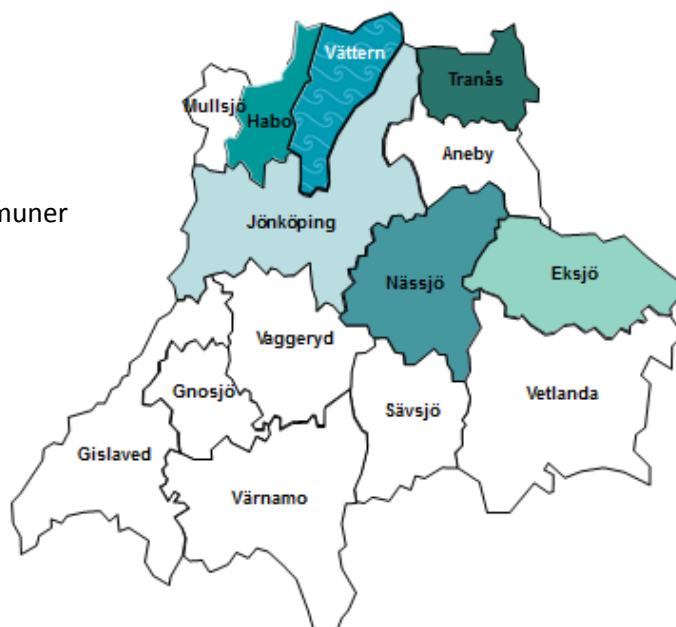 Vättern
Tranås
Mullsjö
Habo
Aneby
muner
Jönköping
Eksjö
Nässjö
Vaggeryd
Gnosjö
Vetlanda
Sävsjö
Gislaved
Värnamo